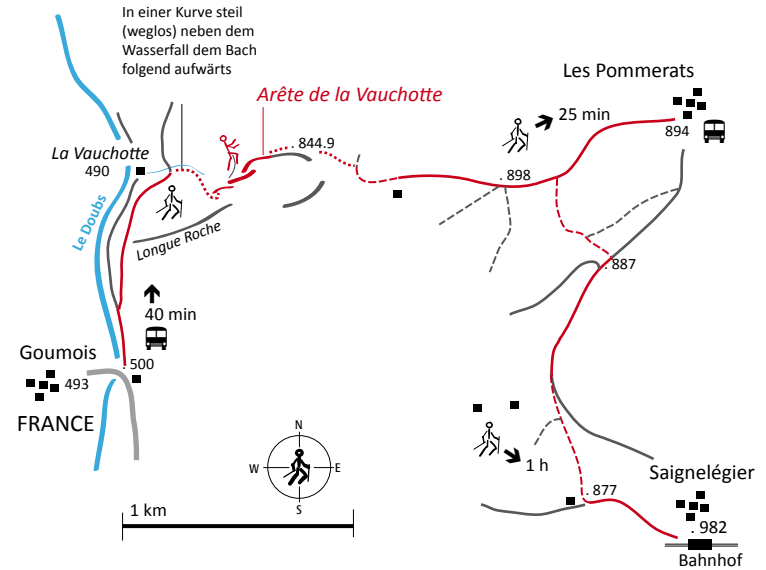 In einer Kurve steil
(weglos) neben dem
Wasserfall dem Bach
folgend aufwärts
Arête de la Vauchotte
. 844.9
Les Pommerats
25 min
894
La Vauchotte
490
. 898
Le Doubs
Longue Roche
. 887
40 min
Goumois
493
. 500
FRANCE
N
W
E
S
1 km
1 h
. 877
Saignelégier
. 982
Bahnhof